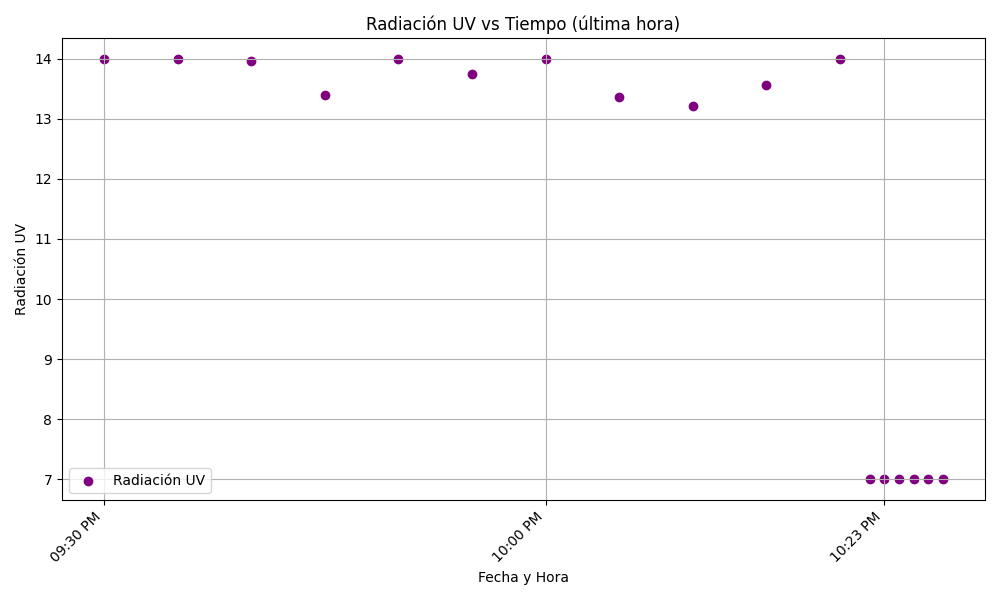 Radiación UV vs Tiempo (última hora)
14
13
12
11
10
9
8
7
Radiación UV
Radiación UV
09:30 PM
10:00 PM
10:23 PM
Fecha y Hora